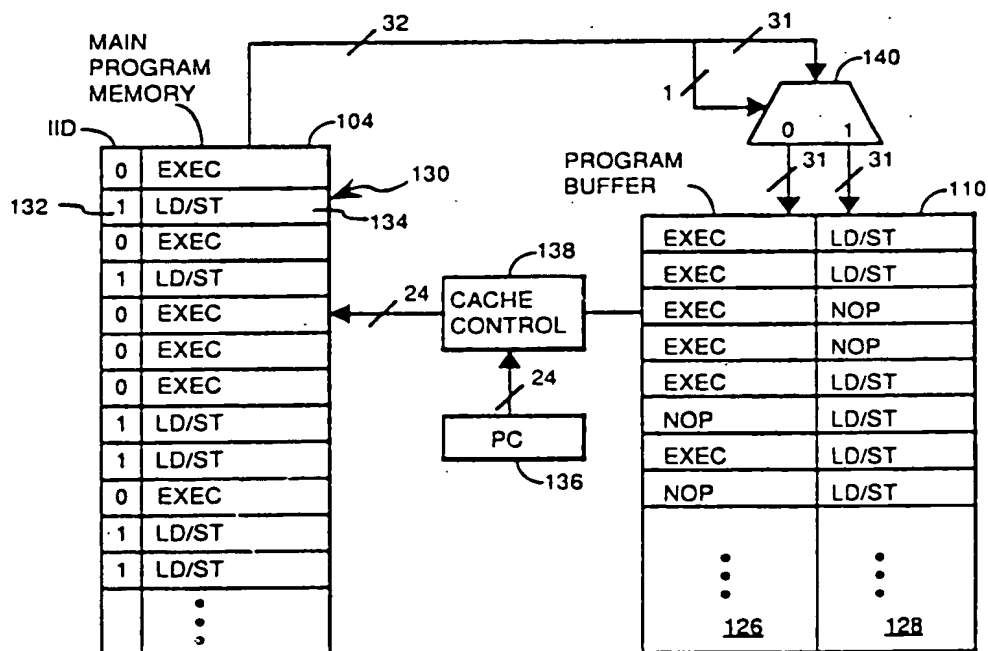 32
31
MAIN
PROGRAM
MEMORY
140
1
IID
104
0 1
0 EXEC
31 31
PROGRAM
BUFFER
130
132 1 LD/ST 134
110
0 EXEC
EXEC LD/ST
138
1 LD/ST
EXEC LD/ST
24
CACHE
CONTROL
0 EXEC
EXEC NOP
0 EXEC
EXEC NOP
24
0 EXEC
EXEC LD/ST
1 LD/ST
NOP LD/ST
PC
1 LD/ST
EXEC LD/ST
136
0 EXEC
NOP LD/ST
1 LD/ST
1 LD/ST
126 128